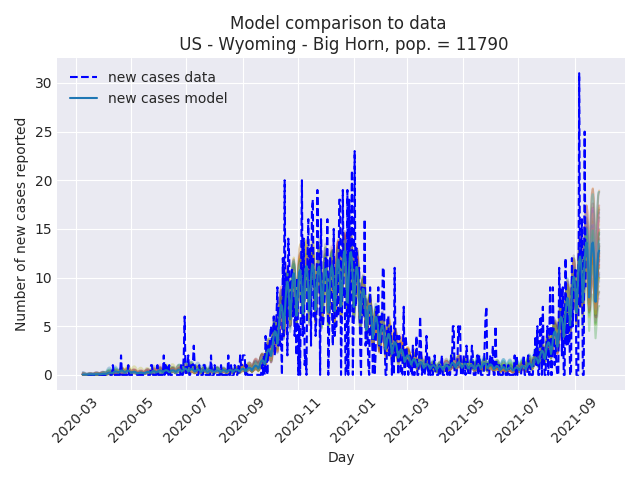 Model comparison to data
US - Wyoming - Big Horn, pop. = 11790
new cases data
new cases model
Number of new cases reported
30
25
20
15
10
5
0
2020-03
2020-05
2020-07
2020-09
2020-11
2021-01
2021-03
2021-05
2021-07
2021-09
Day